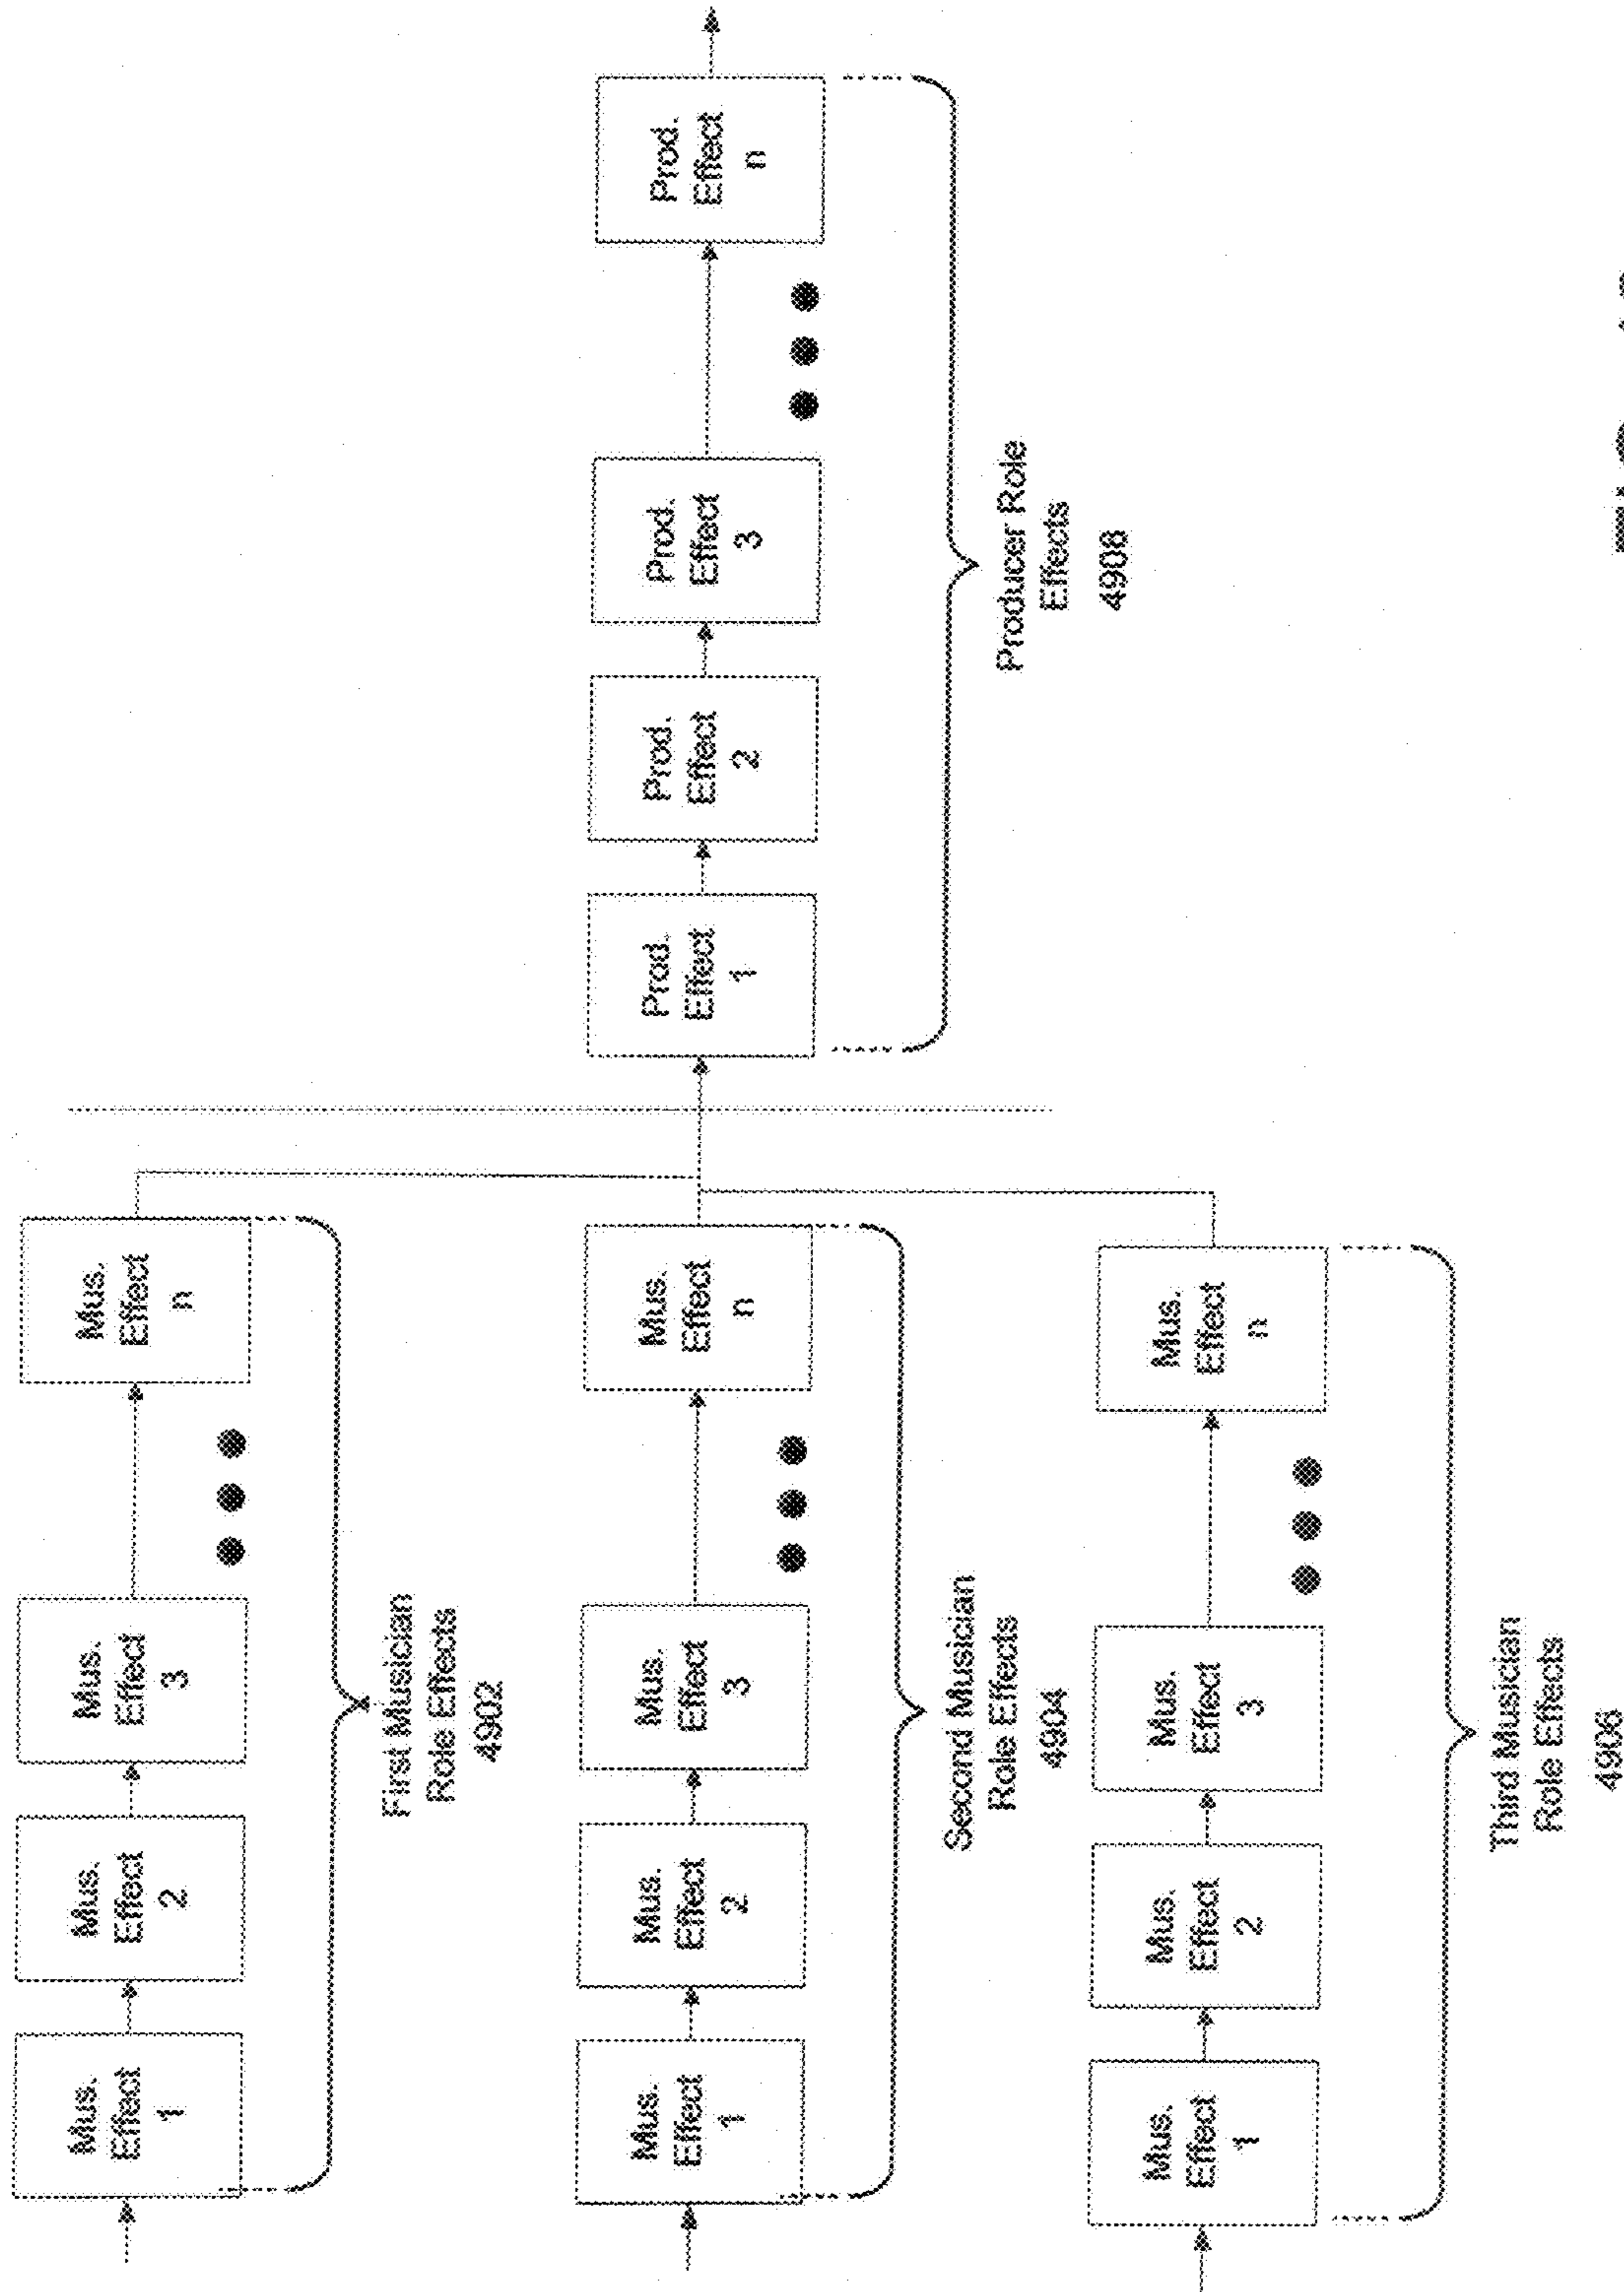 Mus.
Effect
1
Mus.
Effect
2
Mus.
Effect
3
Mus.
Effect
n
First Musician
Role Effects
4902
Mus.
Effect
1
Mus.
Effect
2
Mus.
Effect
3
Mus.
Effect
n
Second Musician
Role Effects
4904
Prod.
Effect
1
Prod.
Effect
2
Prod.
Effect
3
Prod.
Effect
n
Producer Role
Effects
4908
Mus.
Effect
1
Mus.
Effect
2
Mus.
Effect
3
Mus.
Effect
n
Third Musician
Role Effects
4906